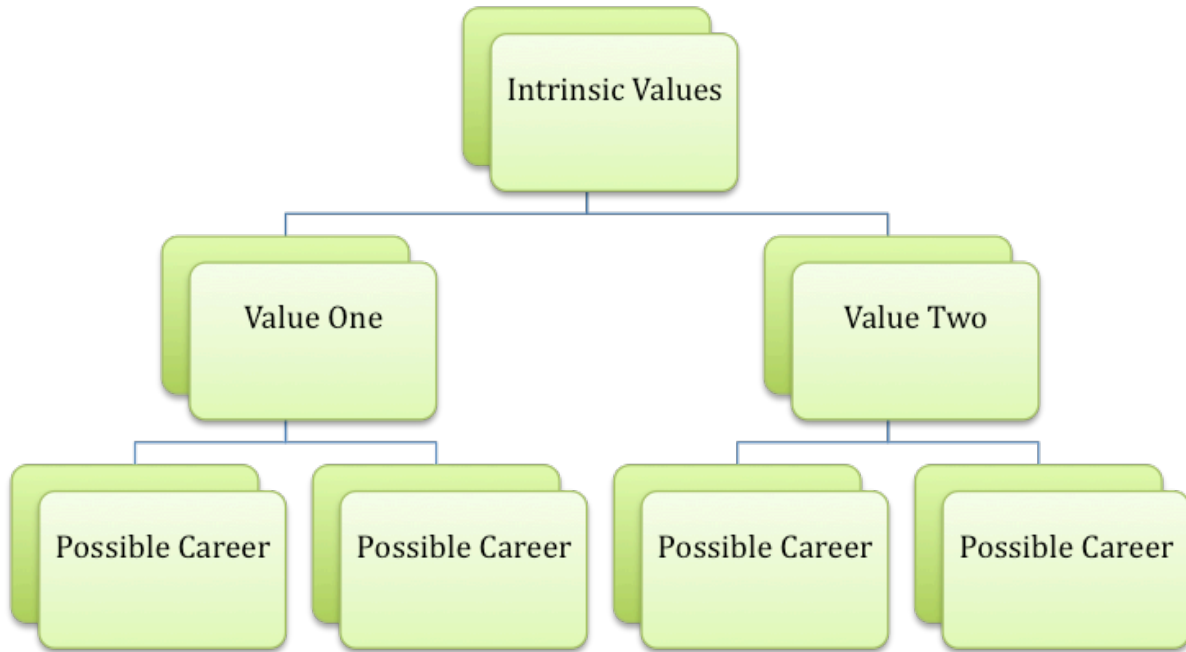 Intrinsic Values
Value One
Value Two
Possible Career
Possible Career
Possible Career
Possible Career